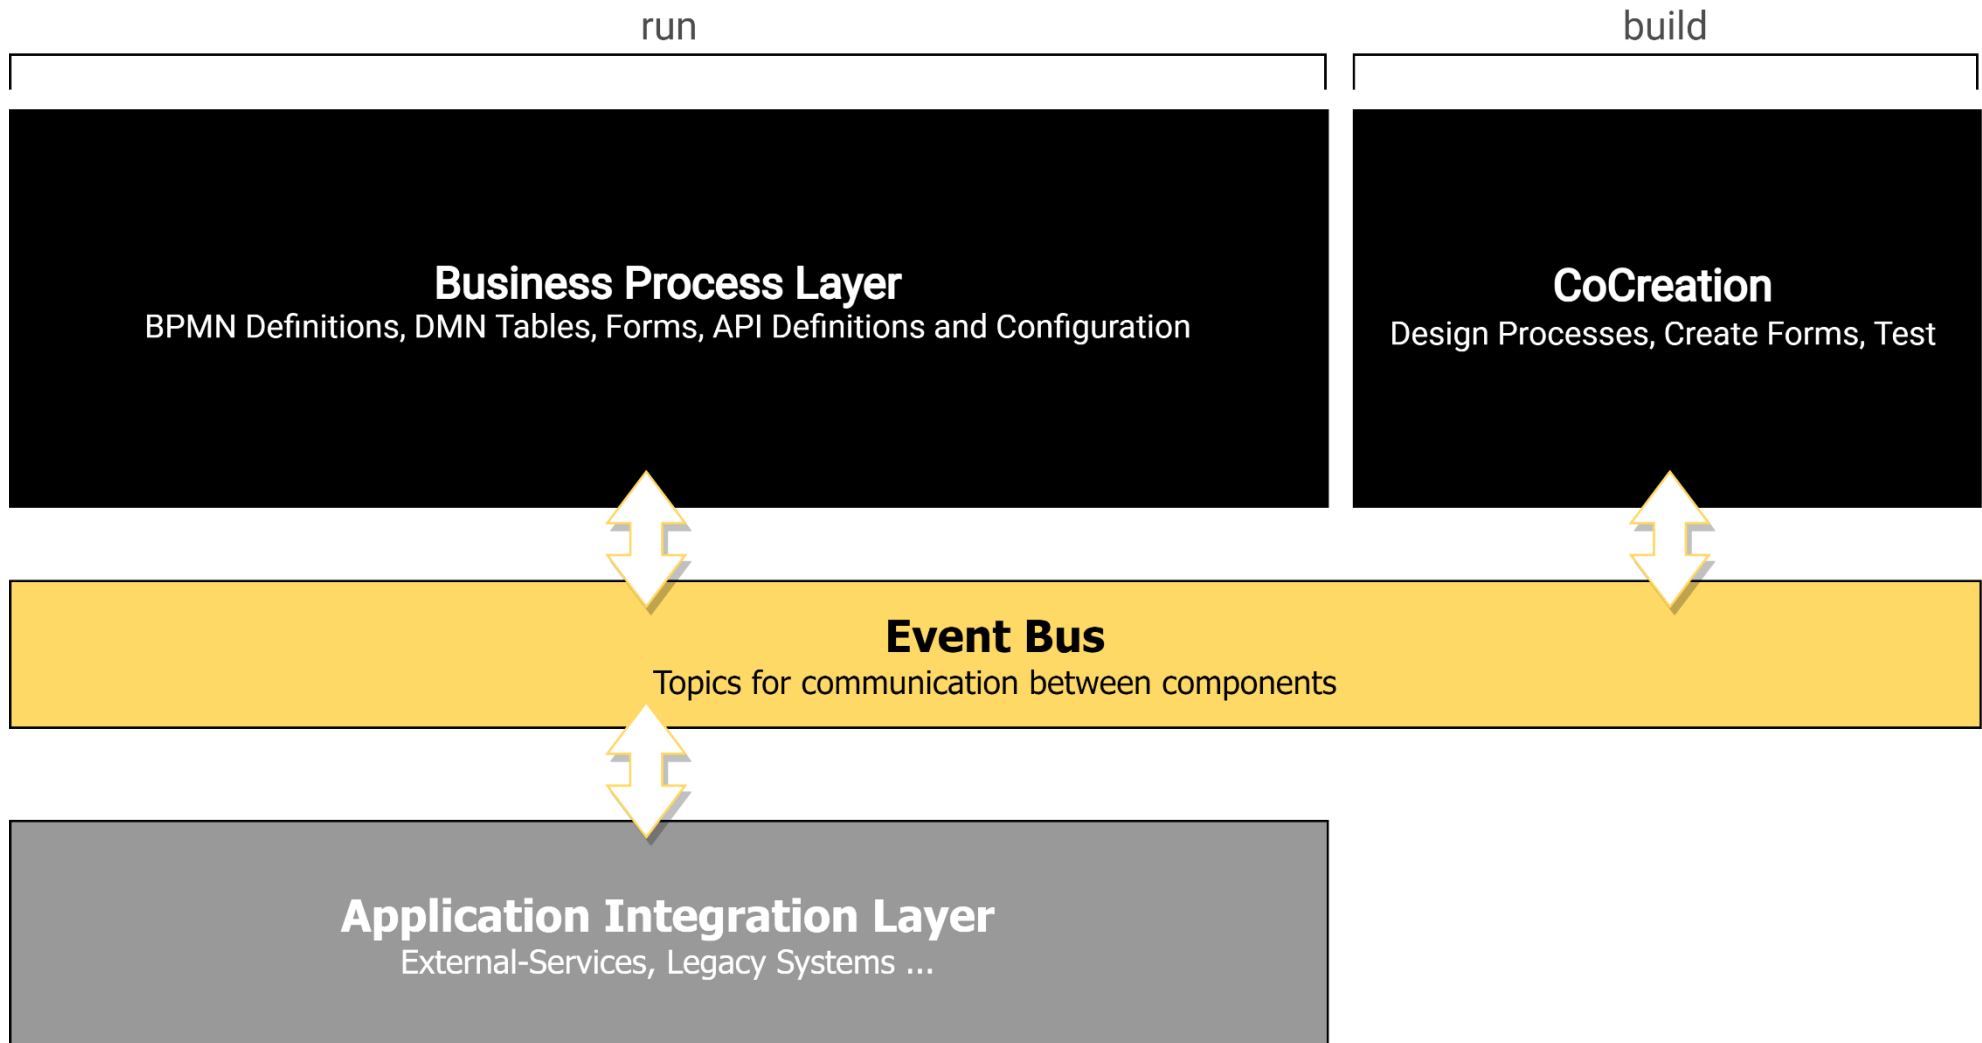 run
build
Business Process Layer
BPMN Definitions, DMN Tables, Forms, API Definitions and Configuration
CoCreation
Design Processes, Create Forms, Test
Event Bus
Topics for communication between components
Application Integration Layer
External-Services, Legacy Systems ...